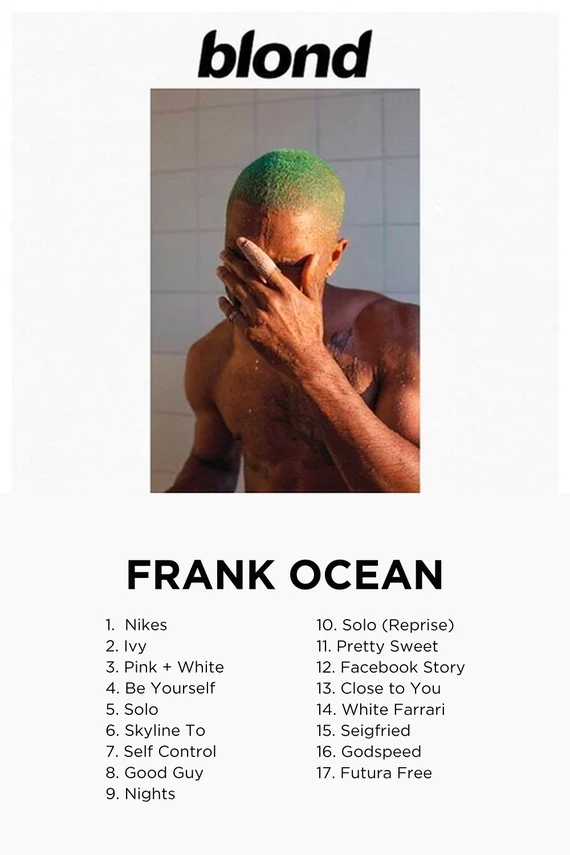 blond
FRANK OCEAN
1. Nikes
2. Ivy
3. Pink + White
4. Be Yourself
5. Solo
6. Skyline To
7. Self Control
8. Good Guy
9. Nights
10. Solo (Reprise)
11. Pretty Sweet
12. Facebook Story
13. Close to You
14. White Farrari
15. Seigfried
16. Godspeed
17. Futura Free